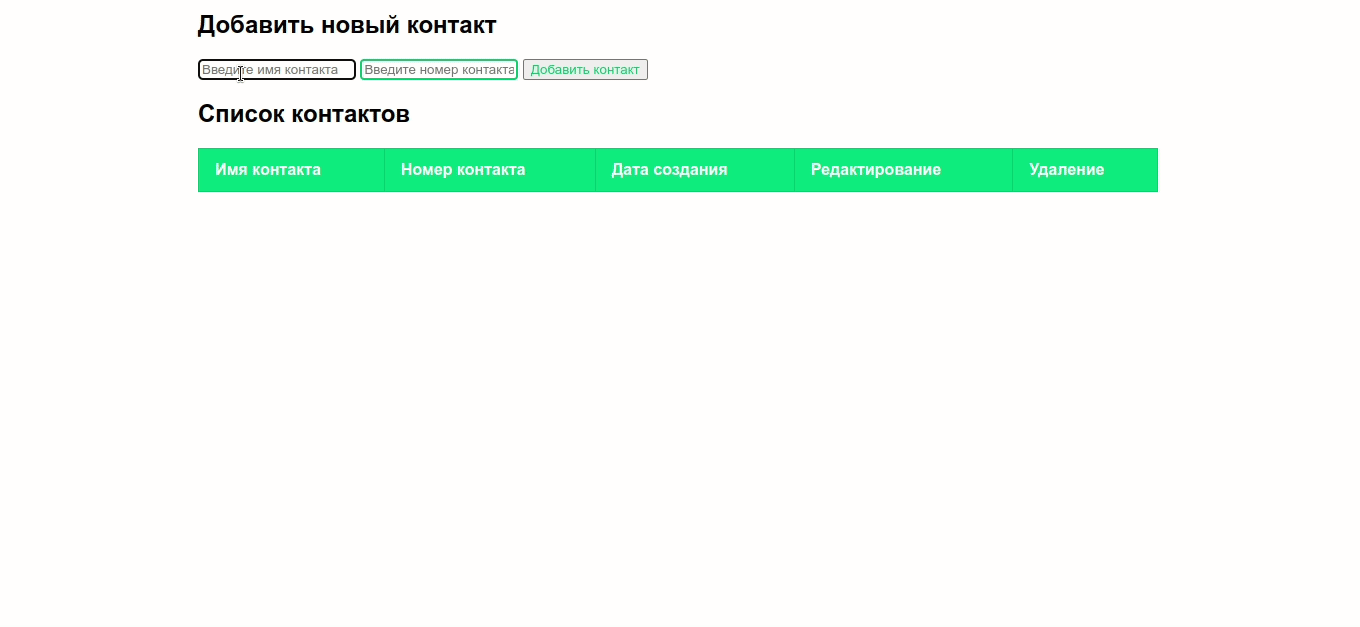 Добавить новый контакт
Введите имя контакта Введите номер контакта Добавить контакт
Список контактов
Имя контакта Номер контакта Дата создания Редактирование Удаление